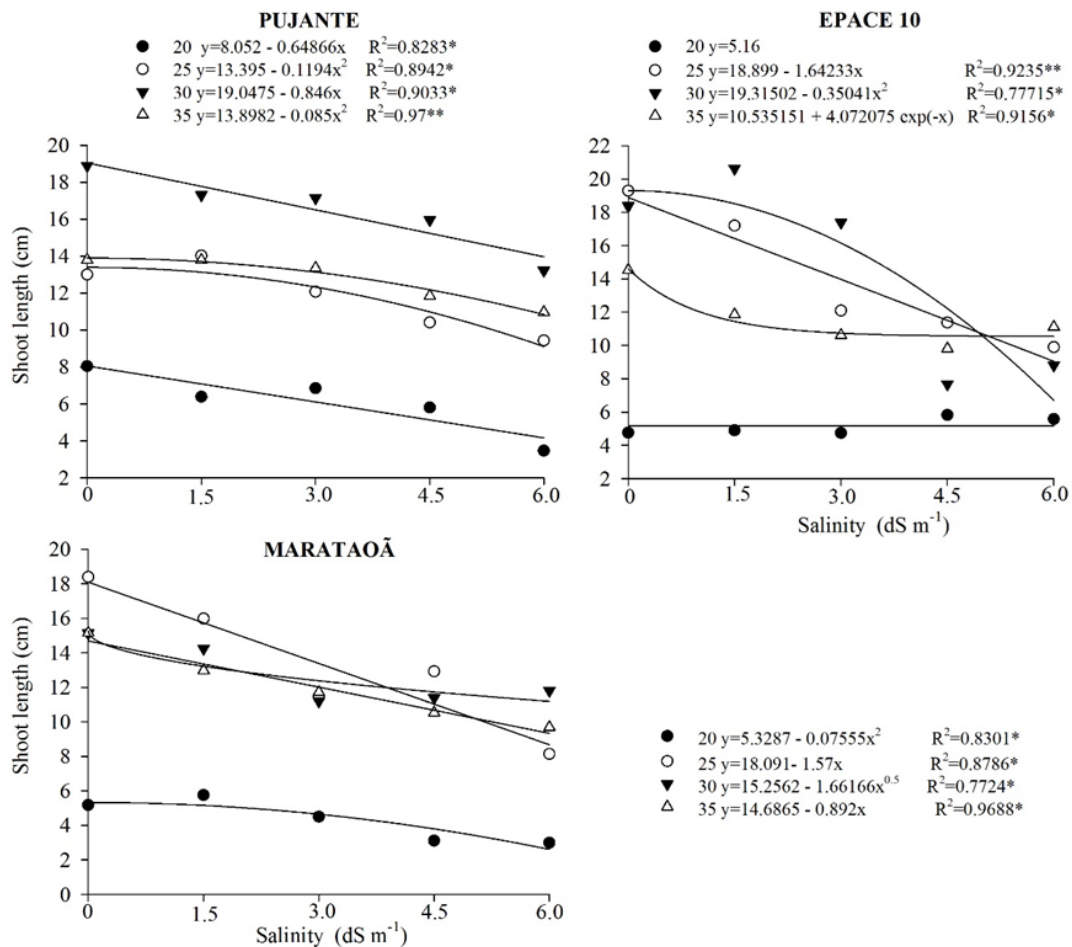 PUJANTE
● 20 y=8.052 - 0.64866x R²=0.8283*
○ 25 y=13.395 - 0.1194x² R²=0.8942*
▼ 30 y=19.0475 - 0.846x R²=0.9033*
△ 35 y=13.8982 - 0.085x² R²=0.97**
Shoot length (cm)
20
18
16
14
12
10
8
6
4
2
0 1.5 3.0 4.5 6.0
EPACE 10
● 20 y=5.16
○ 25 y=18.899 - 1.64233x R²=0.9235**
▼ 30 y=19.31502 - 0.35041x² R²=0.77715*
△ 35 y=10.535151 + 4.072075 exp(-x) R²=0.9156*
22
20
18
16
14
12
10
8
6
4
2
0 1.5 3.0 4.5 6.0
Salinity (dS m⁻¹)
MARATAOÃ
Shoot length (cm)
20
18
16
14
12
10
8
6
4
2
0
0 1.5 3.0 4.5 6.0
Salinity (dS m⁻¹)
● 20 y=5.3287 - 0.07555x² R²=0.8301*
○ 25 y=18.091- 1.57x R²=0.8786*
▼ 30 y=15.2562 - 1.66166x⁰·⁵ R²=0.7724*
△ 35 y=14.6865 - 0.892x R²=0.9688*